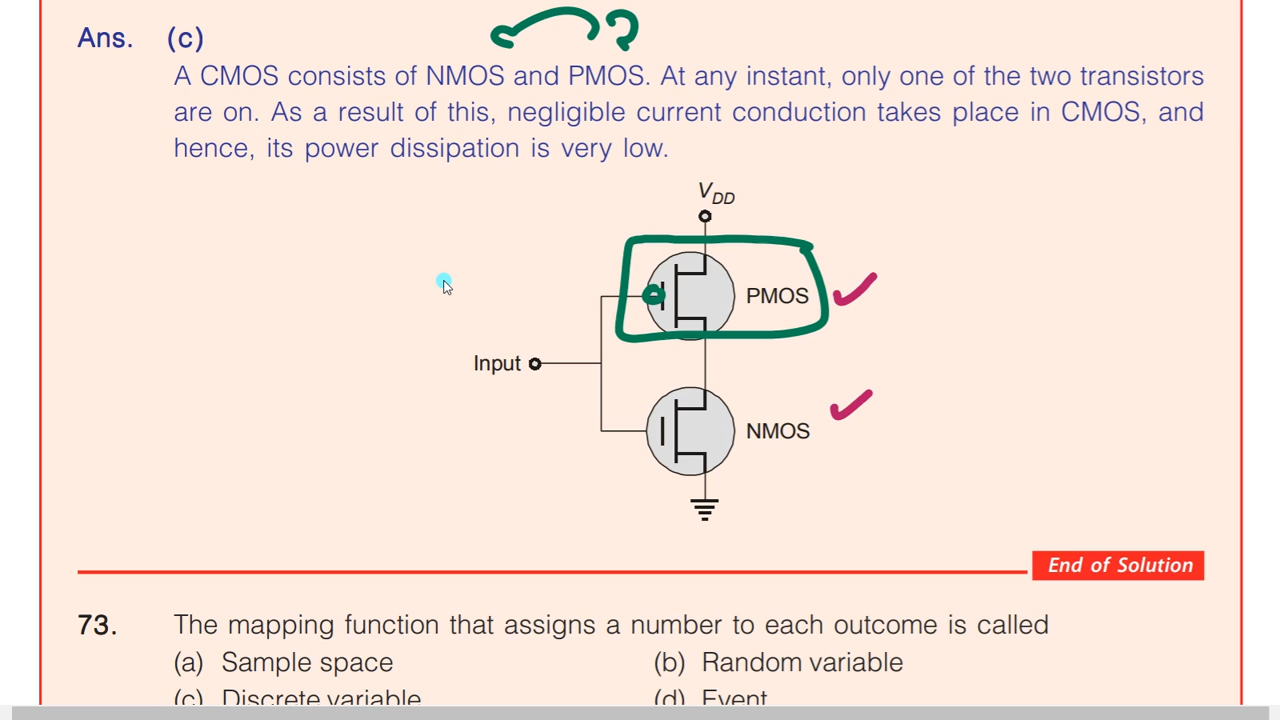 Ans. (c)
A CMOS consists of NMOS and PMOS. At any instant, only one of the two transistors
are on. As a result of this, negligible current conduction takes place in CMOS, and
hence, its power dissipation is very low.
VDD
PMOS
Input
NMOS
End of Solution
73. The mapping function that assigns a number to each outcome is called
(a) Sample space (b) Random variable
(c) Discrete variable (d) Event